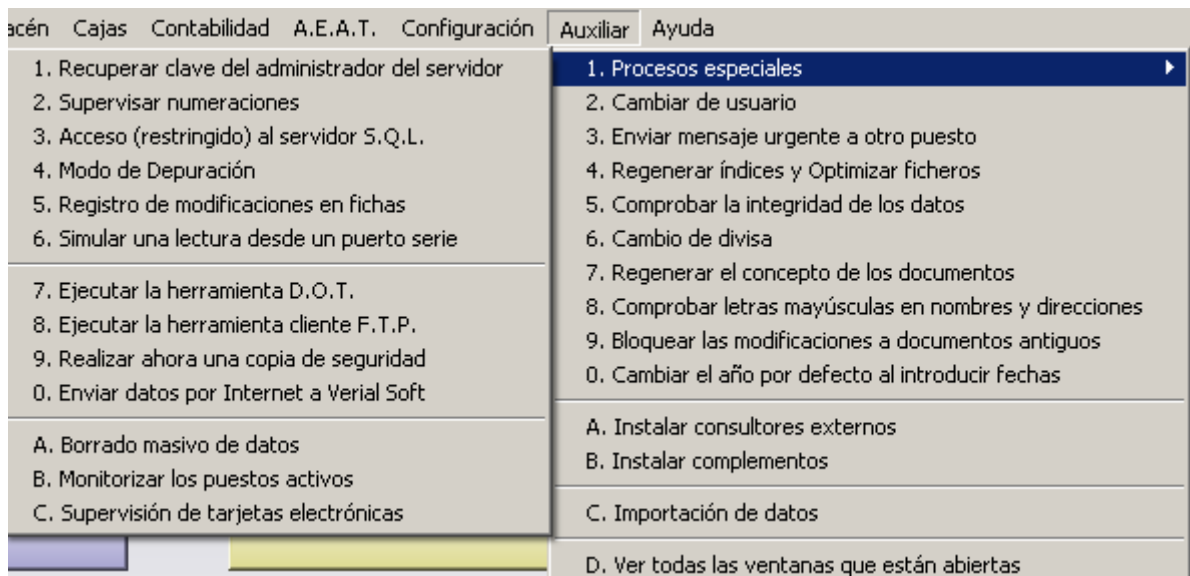 acén Cajas Contabilidad A.E.A.T. Configuración Auxiliar Ayuda
1. Recuperar clave del administrador del servidor
2. Supervisar numeraciones
3. Acceso (restringido) al servidor S.Q.L.
4. Modo de Depuración
5. Registro de modificaciones en fichas
6. Simular una lectura desde un puerto serie
7. Ejecutar la herramienta D.O.T.
8. Ejecutar la herramienta cliente F.T.P.
9. Realizar ahora una copia de seguridad
0. Enviar datos por Internet a Verial Soft
A. Borrado masivo de datos
B. Monitorizar los puestos activos
C. Supervisión de tarjetas electrónicas
1. Procesos especiales
2. Cambiar de usuario
3. Enviar mensaje urgente a otro puesto
4. Regenerar índices y Optimizar ficheros
5. Comprobar la integridad de los datos
6. Cambio de divisa
7. Regenerar el concepto de los documentos
8. Comprobar letras mayúsculas en nombres y direcciones
9. Bloquear las modificaciones a documentos antiguos
0. Cambiar el año por defecto al introducir fechas
A. Instalar consultores externos
B. Instalar complementos
C. Importación de datos
D. Ver todas las ventanas que están abiertas